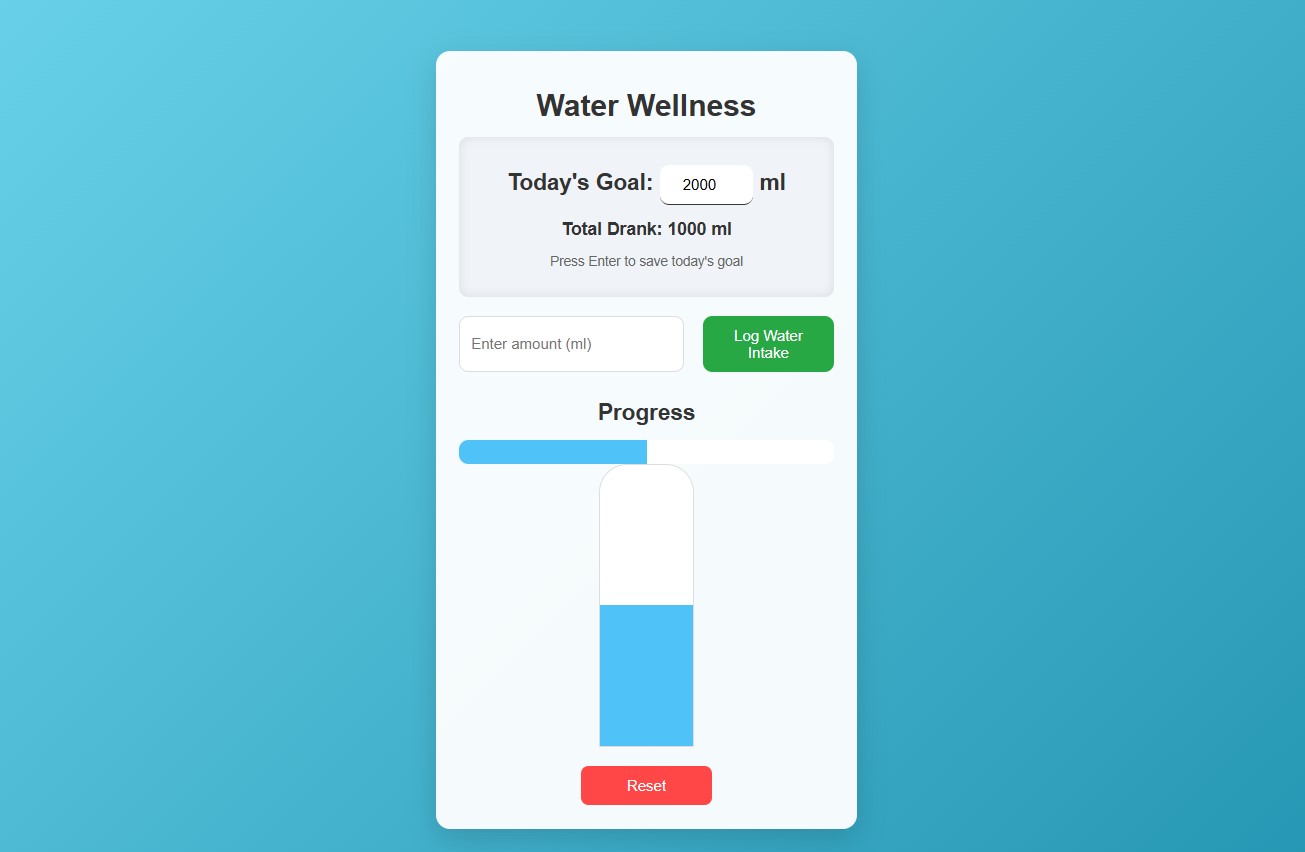 Water Wellness
Today's Goal: 2000 ml
Total Drank: 1000 ml
Press Enter to save today's goal
Enter amount (ml)
Log Water
Intake
Progress
Reset